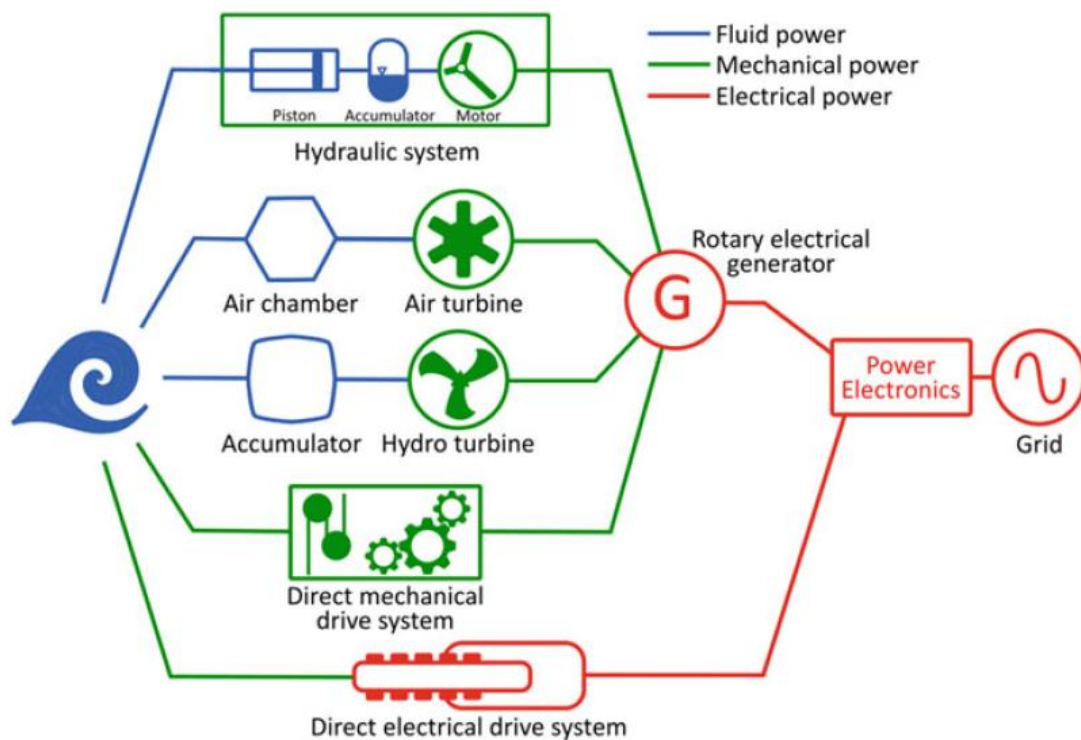 Fluid power
Mechanical power
Electrical power
Piston
Accumulator
Motor
Hydraulic system
Rotary electrical
generator
G
Air chamber
Air turbine
Power
Electronics
Accumulator
Hydro turbine
Grid
Direct mechanical
drive system
Direct electrical drive system